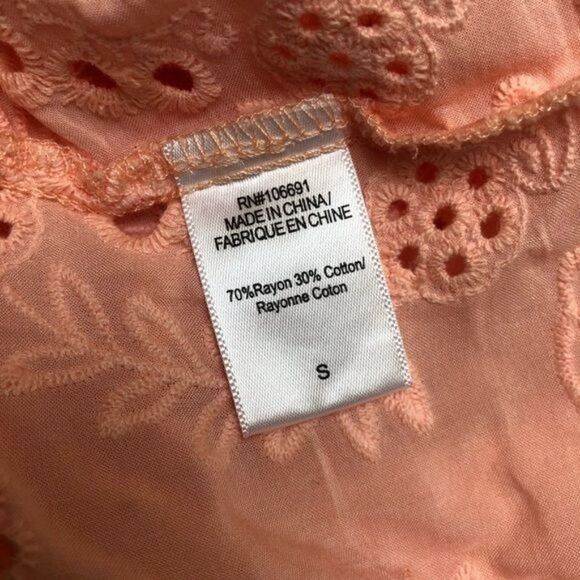 RN#106691
MADE IN CHINA/
FABRIQUE EN CHINE
70%Rayon 30% Cotton/
Rayonne Coton
S